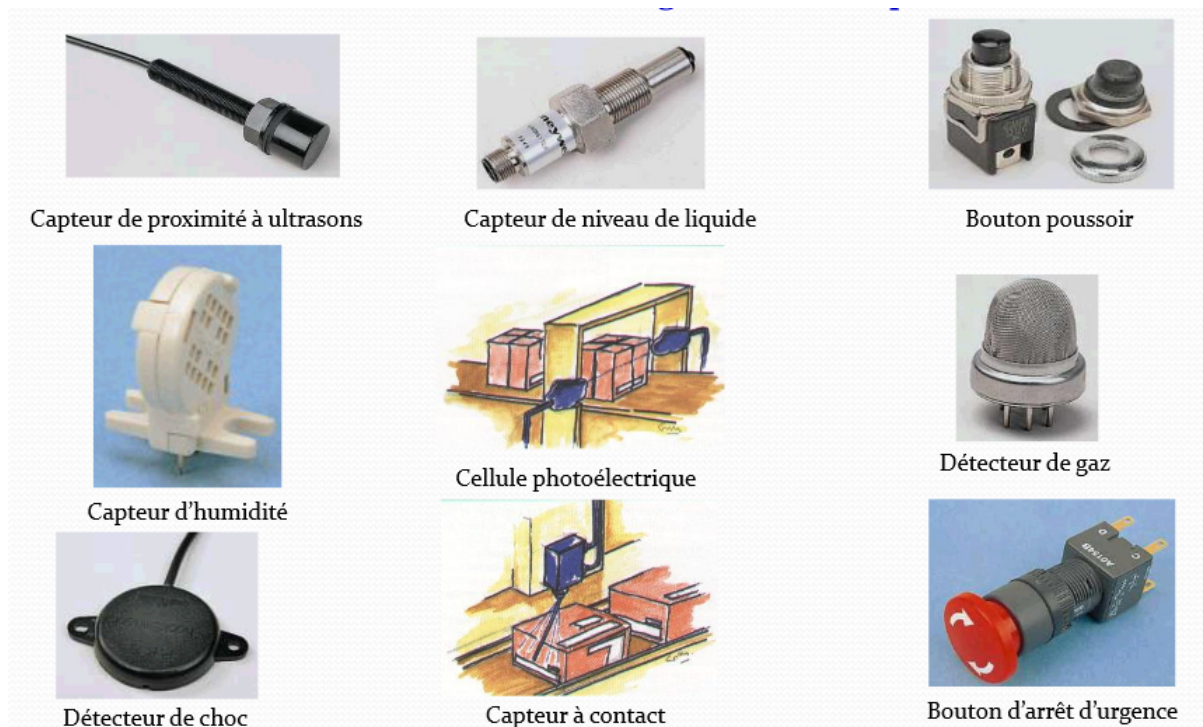 Capteur de proximité à ultrasons
Capteur de niveau de liquide
Bouton poussoir
Capteur d'humidité
Cellule photoélectrique
Détecteur de gaz
Détecteur de choc
Capteur à contact
A0154B
D
C
Bouton d'arrêt d'urgence